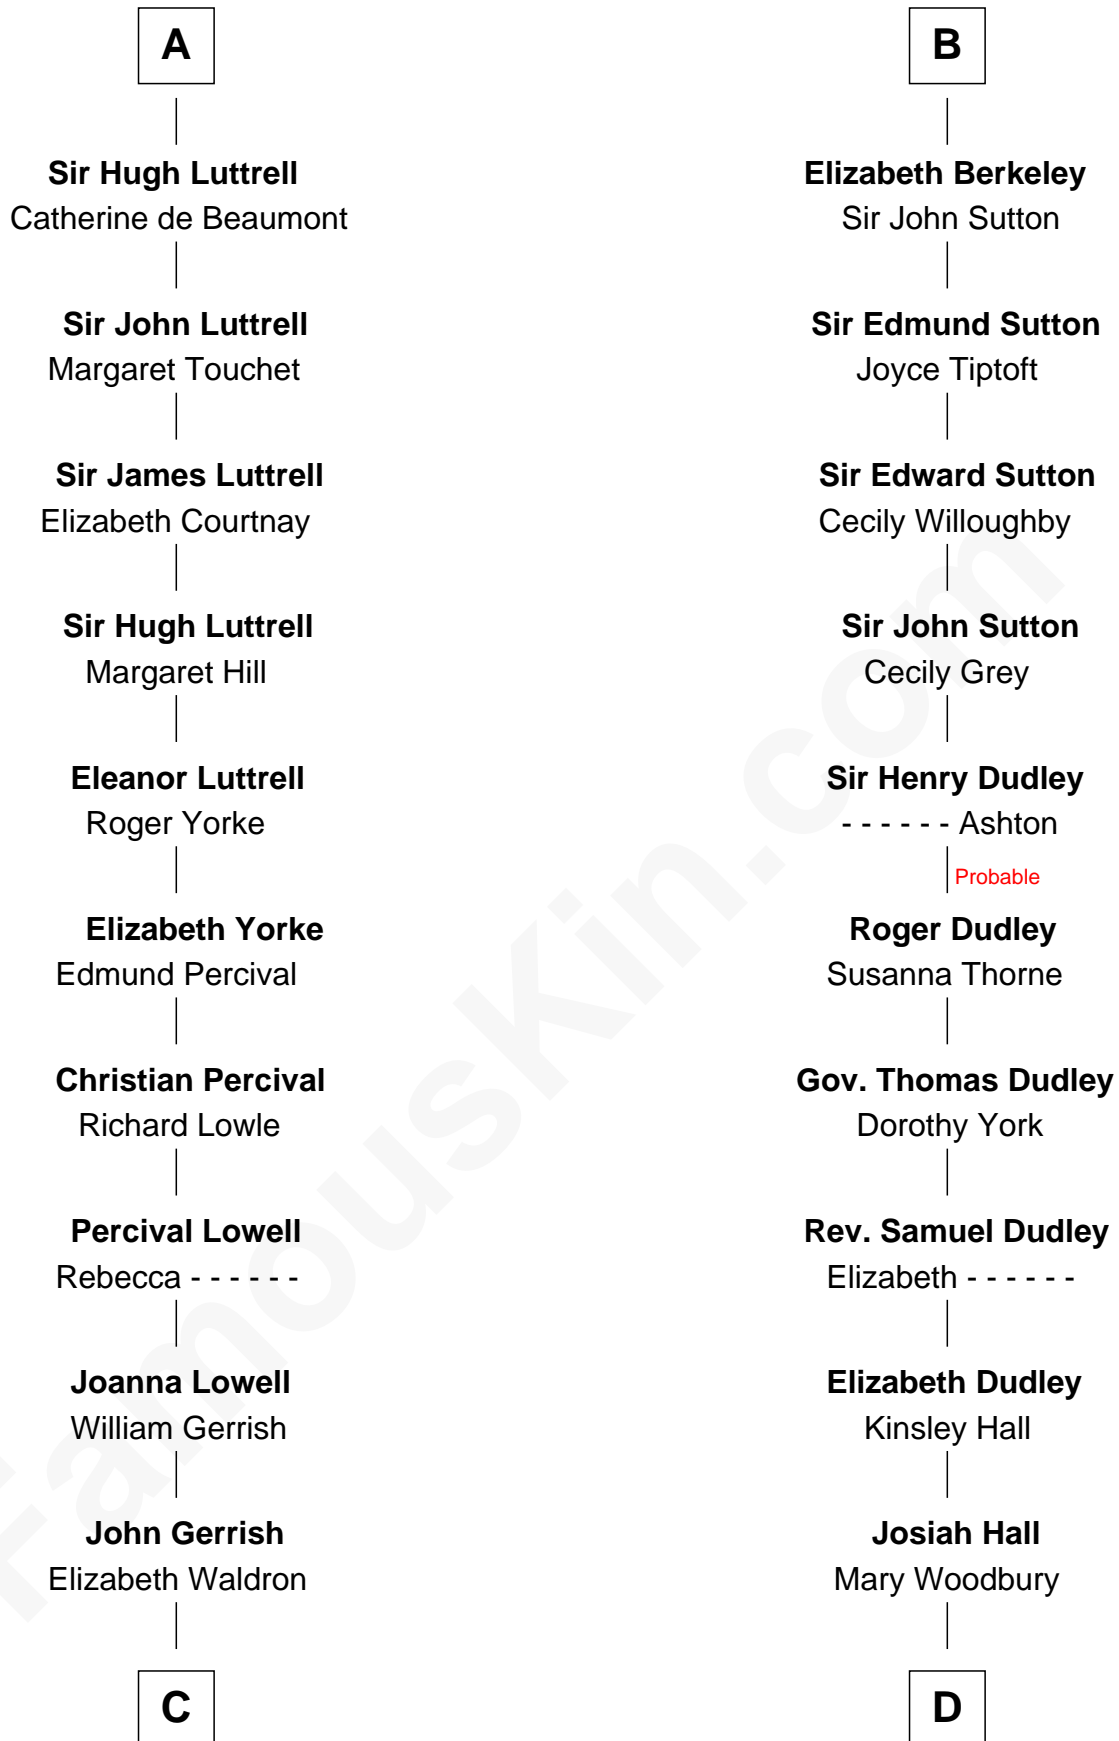 A
Sir Hugh Luttrell
Catherine de Beaumont
Sir John Luttrell
Margaret Touchet
Sir James Luttrell
Elizabeth Courtnay
Sir Hugh Luttrell
Margaret Hill
Eleanor Luttrell
Roger Yorke
Elizabeth Yorke
Edmund Percival
Christian Percival
Richard Lowle
Percival Lowell
Rebecca - - - - - -
Joanna Lowell
William Gerrish
John Gerrish
Elizabeth Waldron
C
B
Elizabeth Berkeley
Sir John Sutton
Sir Edmund Sutton
Joyce Tiptoft
Sir Edward Sutton
Cecily Willoughby
Sir John Sutton
Cecily Grey
Sir Henry Dudley
- - - - - - Ashton
Probable
Roger Dudley
Susanna Thorne
Gov. Thomas Dudley
Dorothy York
Rev. Samuel Dudley
Elizabeth - - - - - -
Elizabeth Dudley
Kinsley Hall
Josiah Hall
Mary Woodbury
D
FamousKin.com